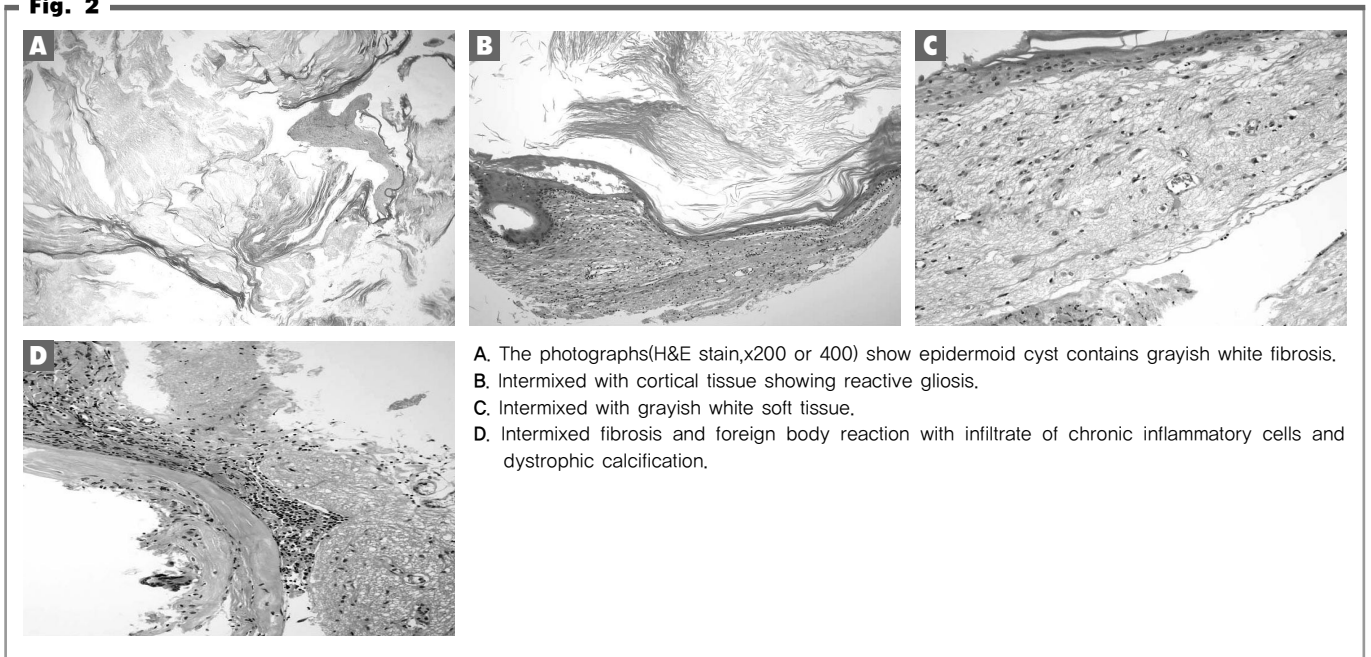 Fig. 2
A
B
C
D
A. The photographs(H&E stain,x200 or 400) show epidermoid cyst contains grayish white fibrosis.
B. Intermixed with cortical tissue showing reactive gliosis.
C. Intermixed with grayish white soft tissue.
D. Intermixed fibrosis and foreign body reaction with infiltrate of chronic inflammatory cells and
dystrophic calcification.